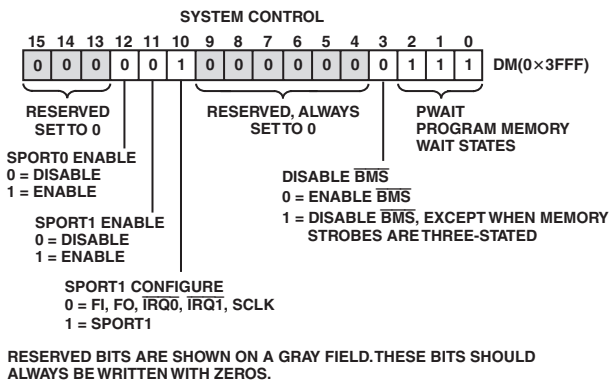 SYSTEM CONTROL
15 14 13 12 11 10 9 8 7 6 5 4 3 2 1 0
0 0 0 0 0 1 0 0 0 0 0 0 0 1 1 1 DM(0×3FFF)
RESERVED
SET TO 0
RESERVED, ALWAYS
SET TO 0
PWAIT
PROGRAM MEMORY
WAIT STATES
SPORT0 ENABLE
0 = DISABLE
1 = ENABLE
DISABLE BMS
0 = ENABLE BMS
1 = DISABLE BMS, EXCEPT WHEN MEMORY
STROBES ARE THREE-STATED
SPORT1 ENABLE
0 = DISABLE
1 = ENABLE
SPORT1 CONFIGURE
0 = FI, FO, IRQ0, IRQ1, SCLK
1 = SPORT1
RESERVED BITS ARE SHOWN ON A GRAY FIELD. THESE BITS SHOULD
ALWAYS BE WRITTEN WITH ZEROS.